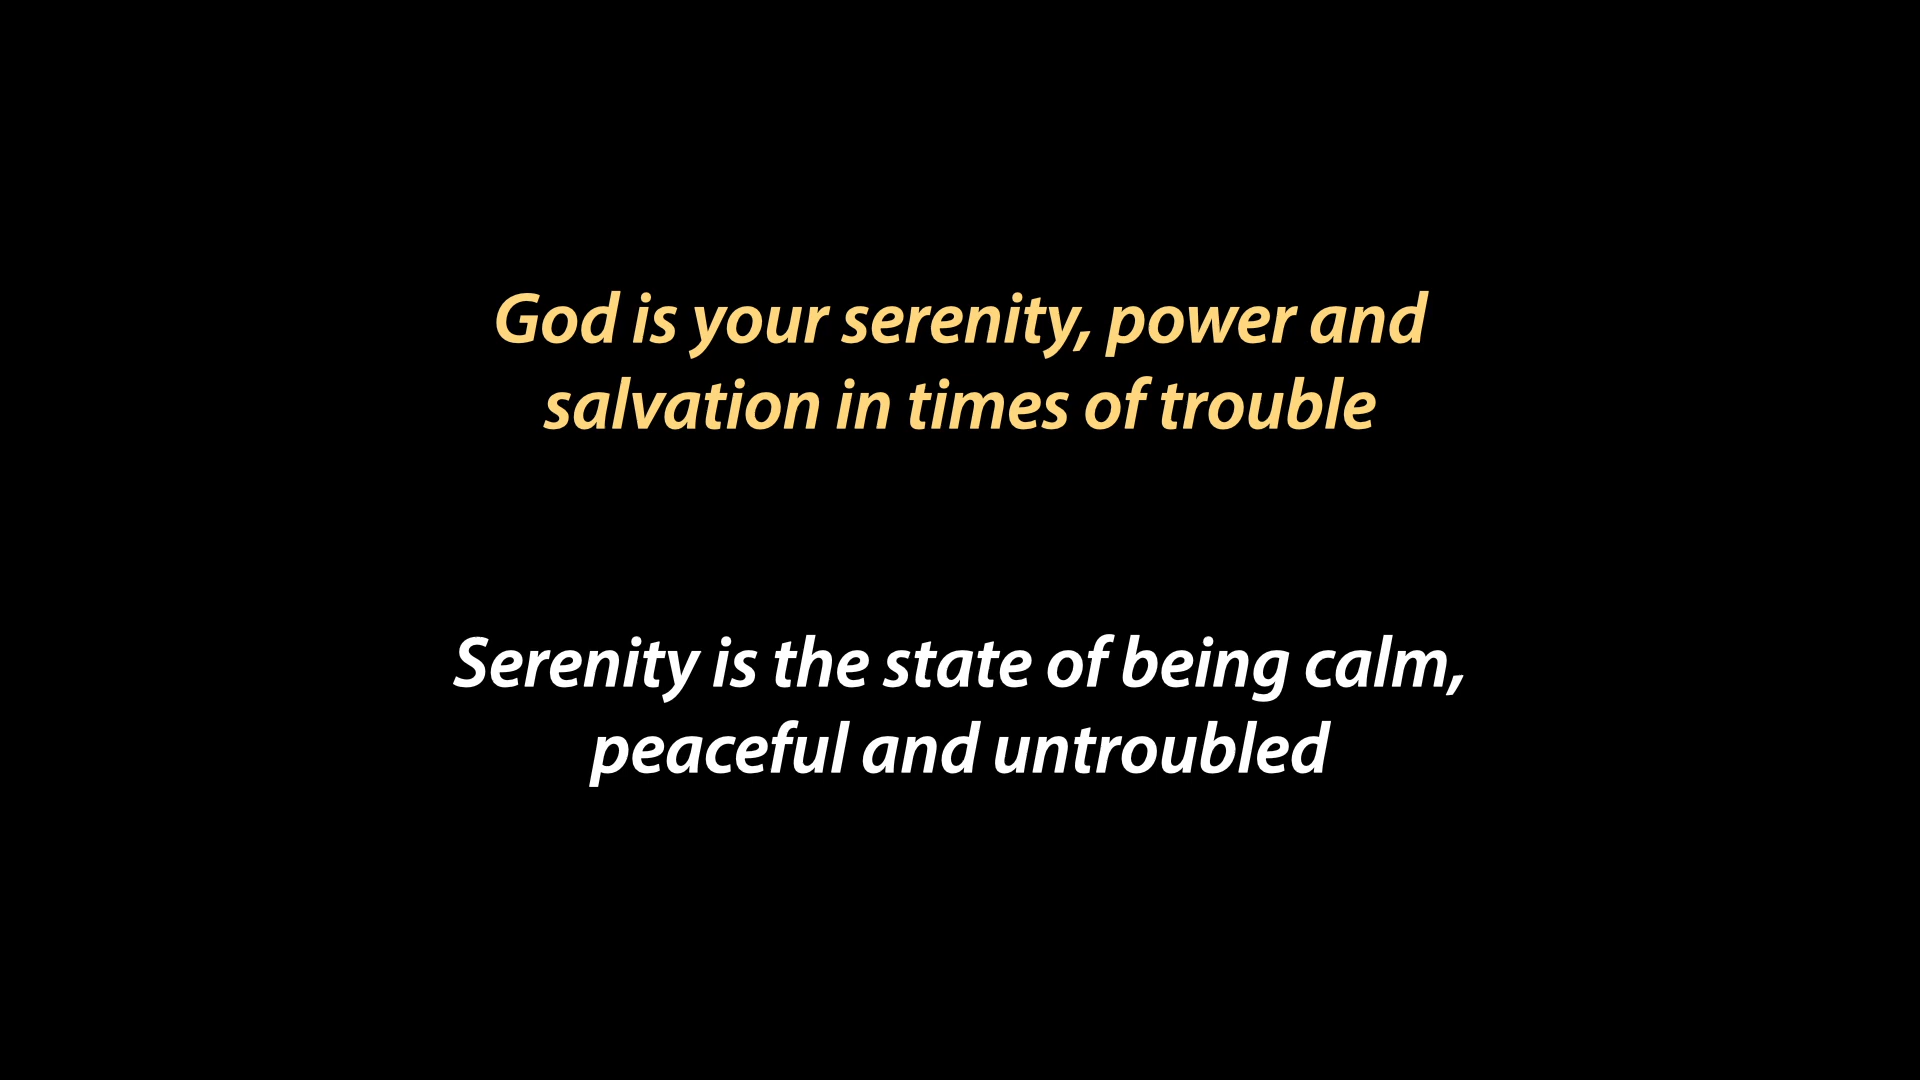 God is your serenity, power and
salvation in times of trouble
Serenity is the state of being calm,
peaceful and untroubled